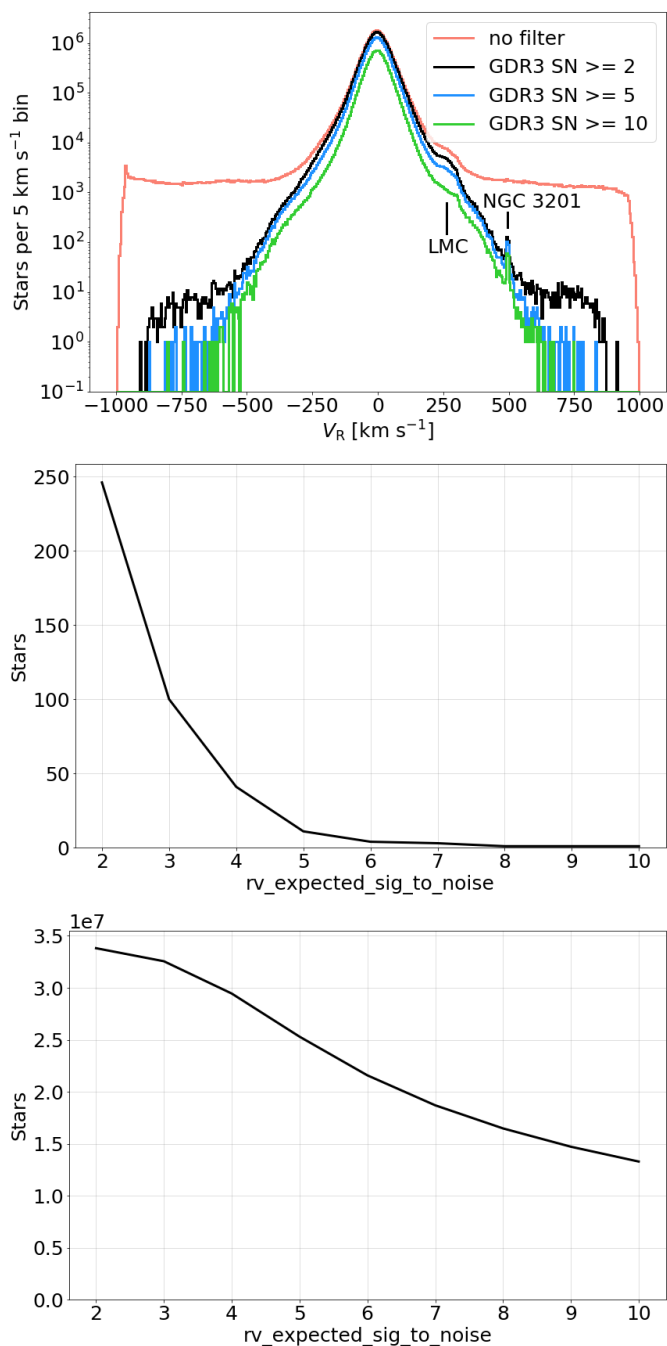 no filter
GDR3 SN >= 2
GDR3 SN >= 5
GDR3 SN >= 10
NGC 3201
LMC
Stars per 5 km s⁻¹ bin
10⁶
10⁵
10⁴
10³
10²
10¹
10⁰
10⁻¹
−1000 −750 −500 −250 0 250 500 750 1000
V_R [km s⁻¹]
250
200
150
100
50
0
Stars
2 3 4 5 6 7 8 9 10
rv_expected_sig_to_noise
1e7
3.5
3.0
2.5
2.0
1.5
1.0
0.5
0.0
Stars
2 3 4 5 6 7 8 9 10
rv_expected_sig_to_noise